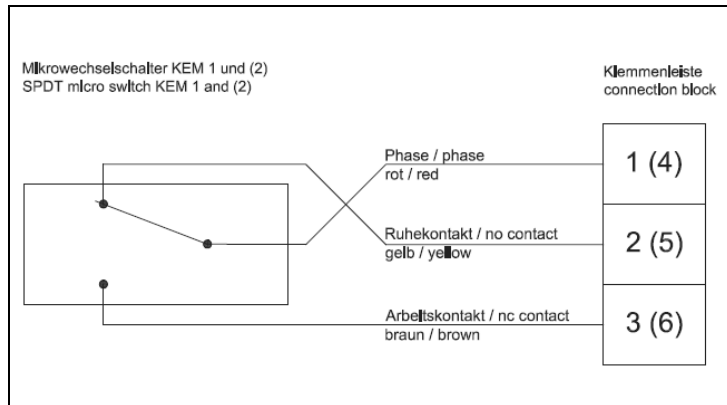 Mikrowechselschalter KEM 1 und (2)
SPDT micro switch KEM 1 and (2)
Klemmenleiste
connection block
Phase / phase
rot / red
1 (4)
Ruhekontakt / no contact
gelb / yellow
2 (5)
Arbeitskontakt / nc contact
braun / brown
3 (6)